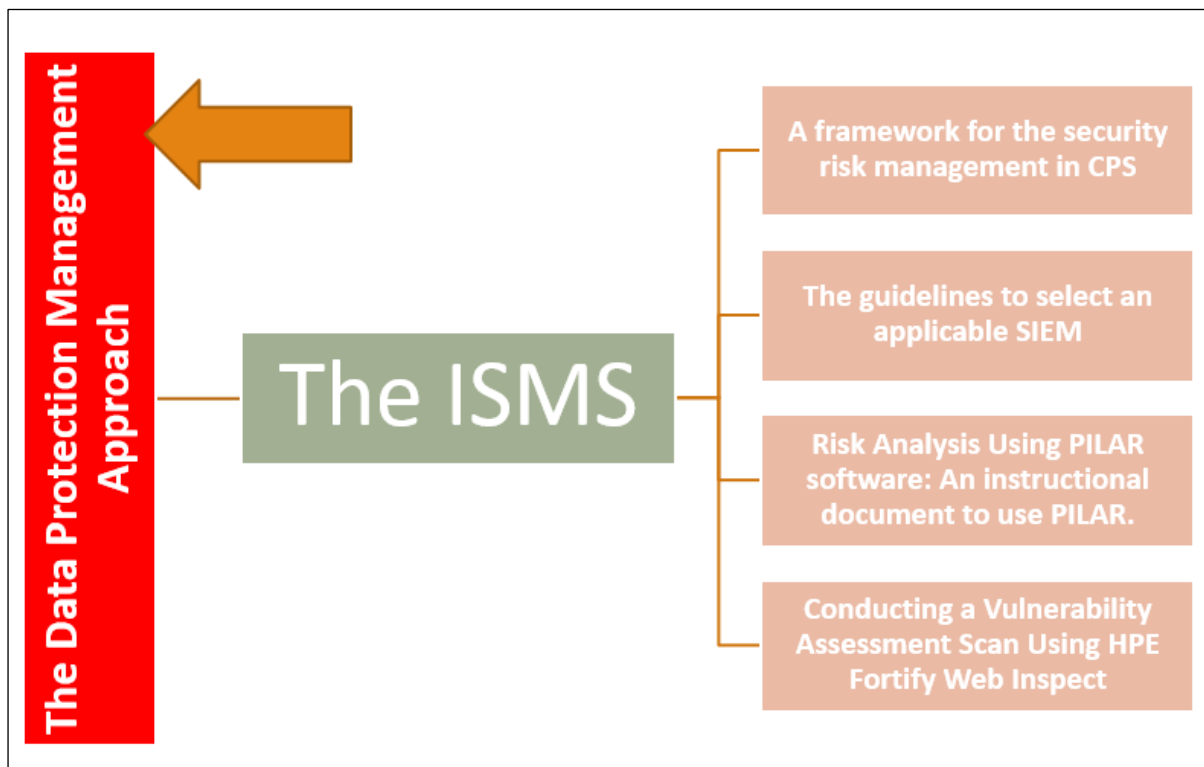 The Data Protection Management
Approach
The ISMS
A framework for the security
risk management in CPS
The guidelines to select an
applicable SIEM
Risk Analysis Using PILAR
software: An instructional
document to use PILAR.
Conducting a Vulnerability
Assessment Scan Using HPE
Fortify Web Inspect